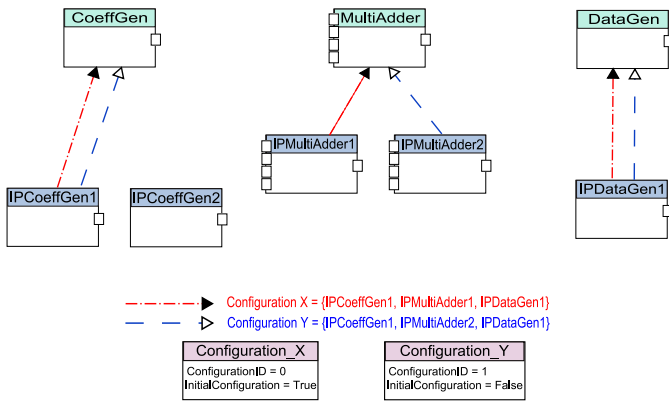 CoeffGen
MultiAdder
DataGen
IPMultiAdder1
IPMultiAdder2
IPCoeffGen1
IPCoeffGen2
IPDataGen1
Configuration X = {IPCoeffGen1, IPMultiAdder1, IPDataGen1}
Configuration Y = {IPCoeffGen1, IPMultiAdder2, IPDataGen1}
Configuration_X
Configuration_Y
ConfigurationID = 0
ConfigurationID = 1
InitialConfiguration = True
InitialConfiguration = False